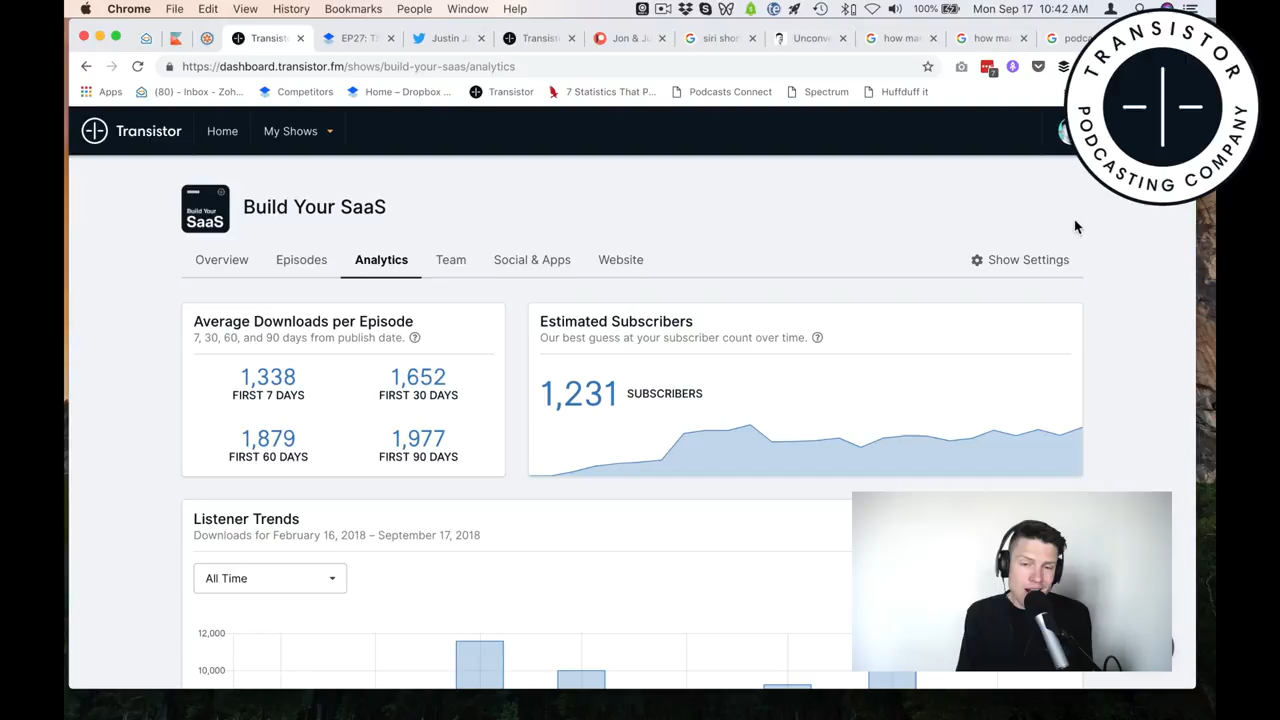 Chrome File Edit View History Bookmarks People Window Help 100% Mon Sep 17 10:42 AM
Transist EP27: T Justin J Transist Jon & Ju siri shor Unconv how ma how ma podca
https://dashboard.transistor.fm/shows/build-your-saas/analytics 7
Apps (80) - Inbox - Zoh... Competitors Home – Dropbox ... Transistor 7 Statistics That P... Podcasts Connect Spectrum Huffduff it
TRANSISTOR
PODCASTING COMPANY
Transistor Home My Shows
Build Your
SaaS
Build Your SaaS
Overview Episodes Analytics Team Social & Apps Website Show Settings
Average Downloads per Episode
7, 30, 60, and 90 days from publish date. ?
1,338 1,652
FIRST 7 DAYS FIRST 30 DAYS
1,879 1,977
FIRST 60 DAYS FIRST 90 DAYS
Estimated Subscribers
Our best guess at your subscriber count over time. ?
1,231 SUBSCRIBERS
Listener Trends
Downloads for February 16, 2018 – September 17, 2018
All Time
12,000
10,000